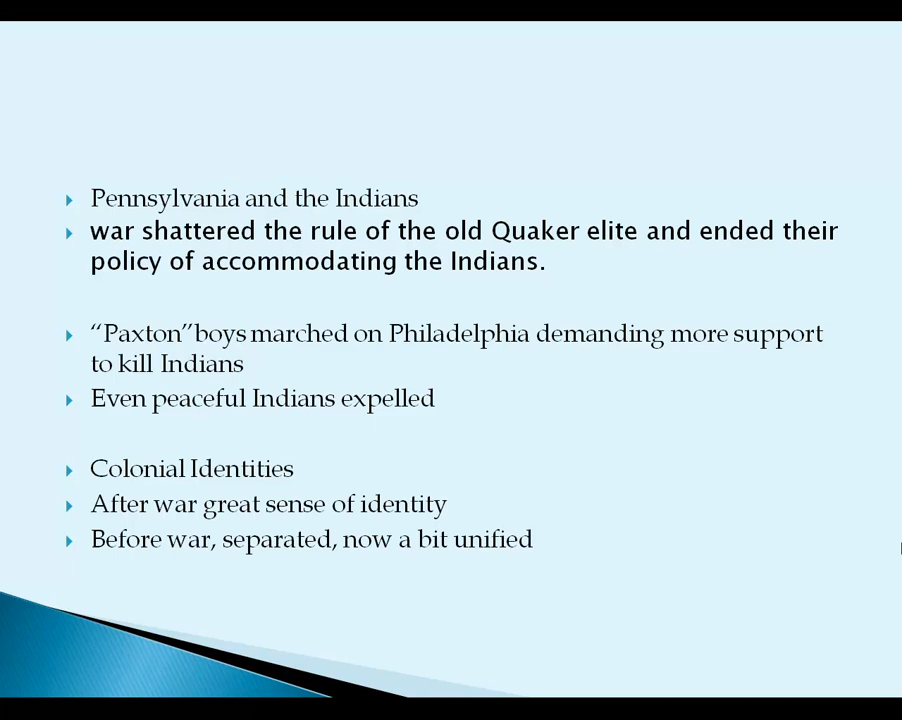 Pennsylvania and the Indians
war shattered the rule of the old Quaker elite and ended their
policy of accommodating the Indians.
“Paxton”boys marched on Philadelphia demanding more support
to kill Indians
Even peaceful Indians expelled
Colonial Identities
After war great sense of identity
Before war, separated, now a bit unified